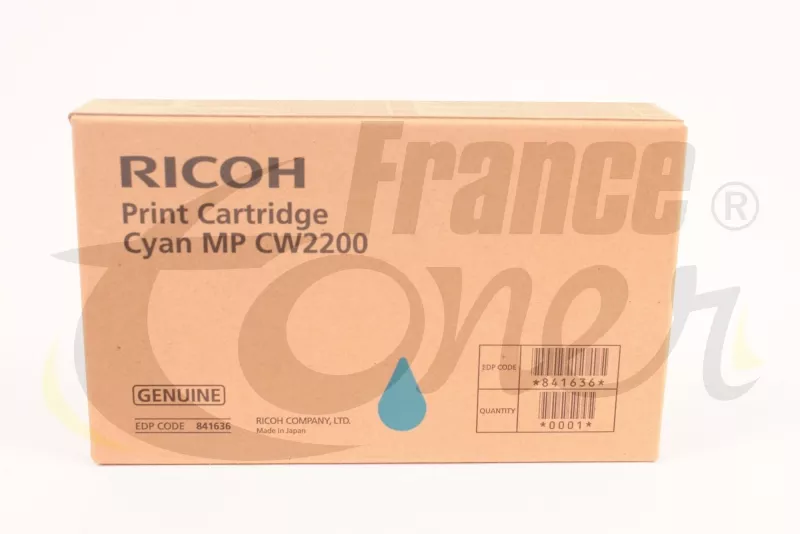 RICOH
Print Cartridge
Cyan MP CW2200
France
Toner ®
GENUINE
EDP CODE 841636
RICOH COMPANY, LTD.
Made in Japan
EDP CODE
*841636*
QUANTITY
*0001*